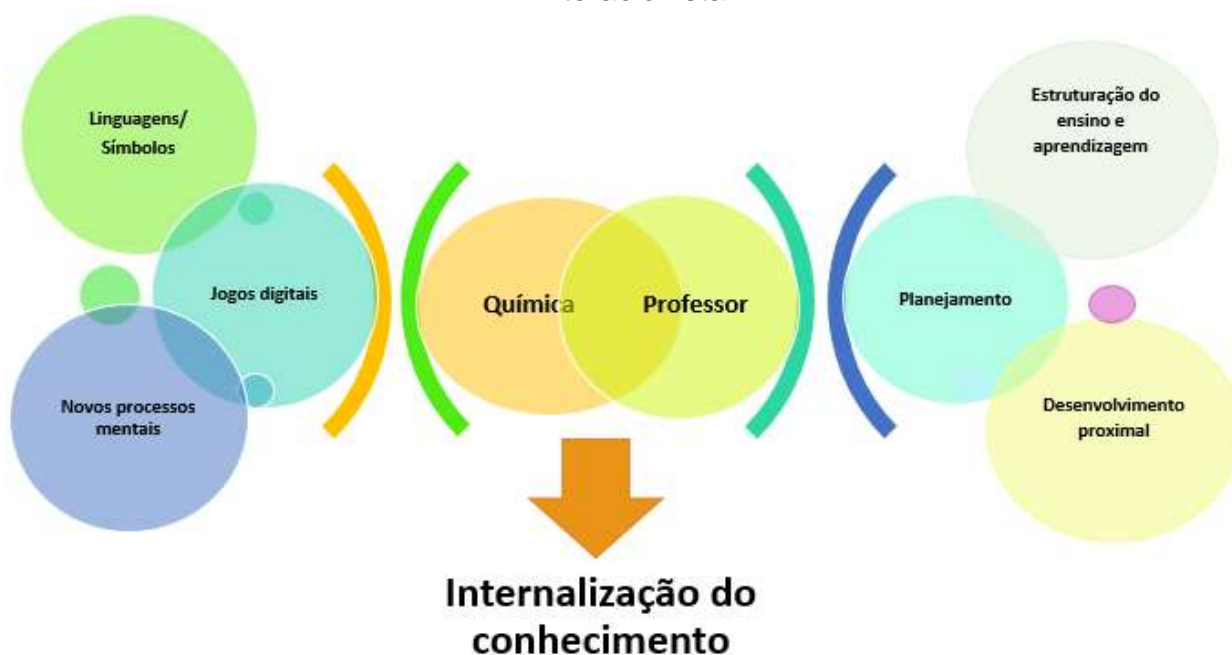 Linguagens/
Símbolos
Jogos digitais
Novos processos
mentais
Química
Professor
Planejamento
Estruturação do
ensino e
aprendizagem
Desenvolvimento
proximal
Internalização do
conhecimento